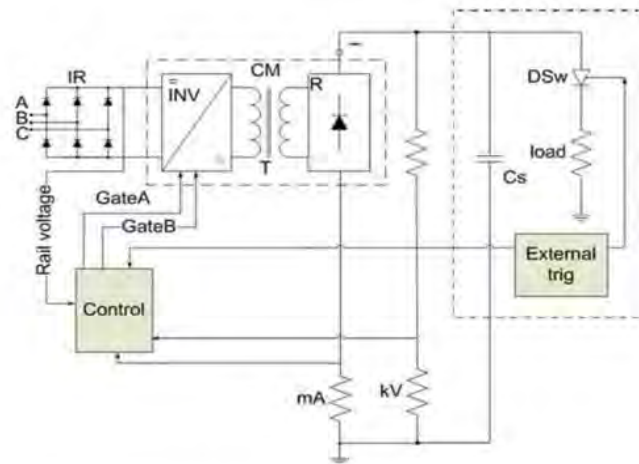 IR
CM
A
B
C
INV
R
T
DSw
load
Cs
GateA
GateB
Rail voltage
External
trig
Control
mA
kV